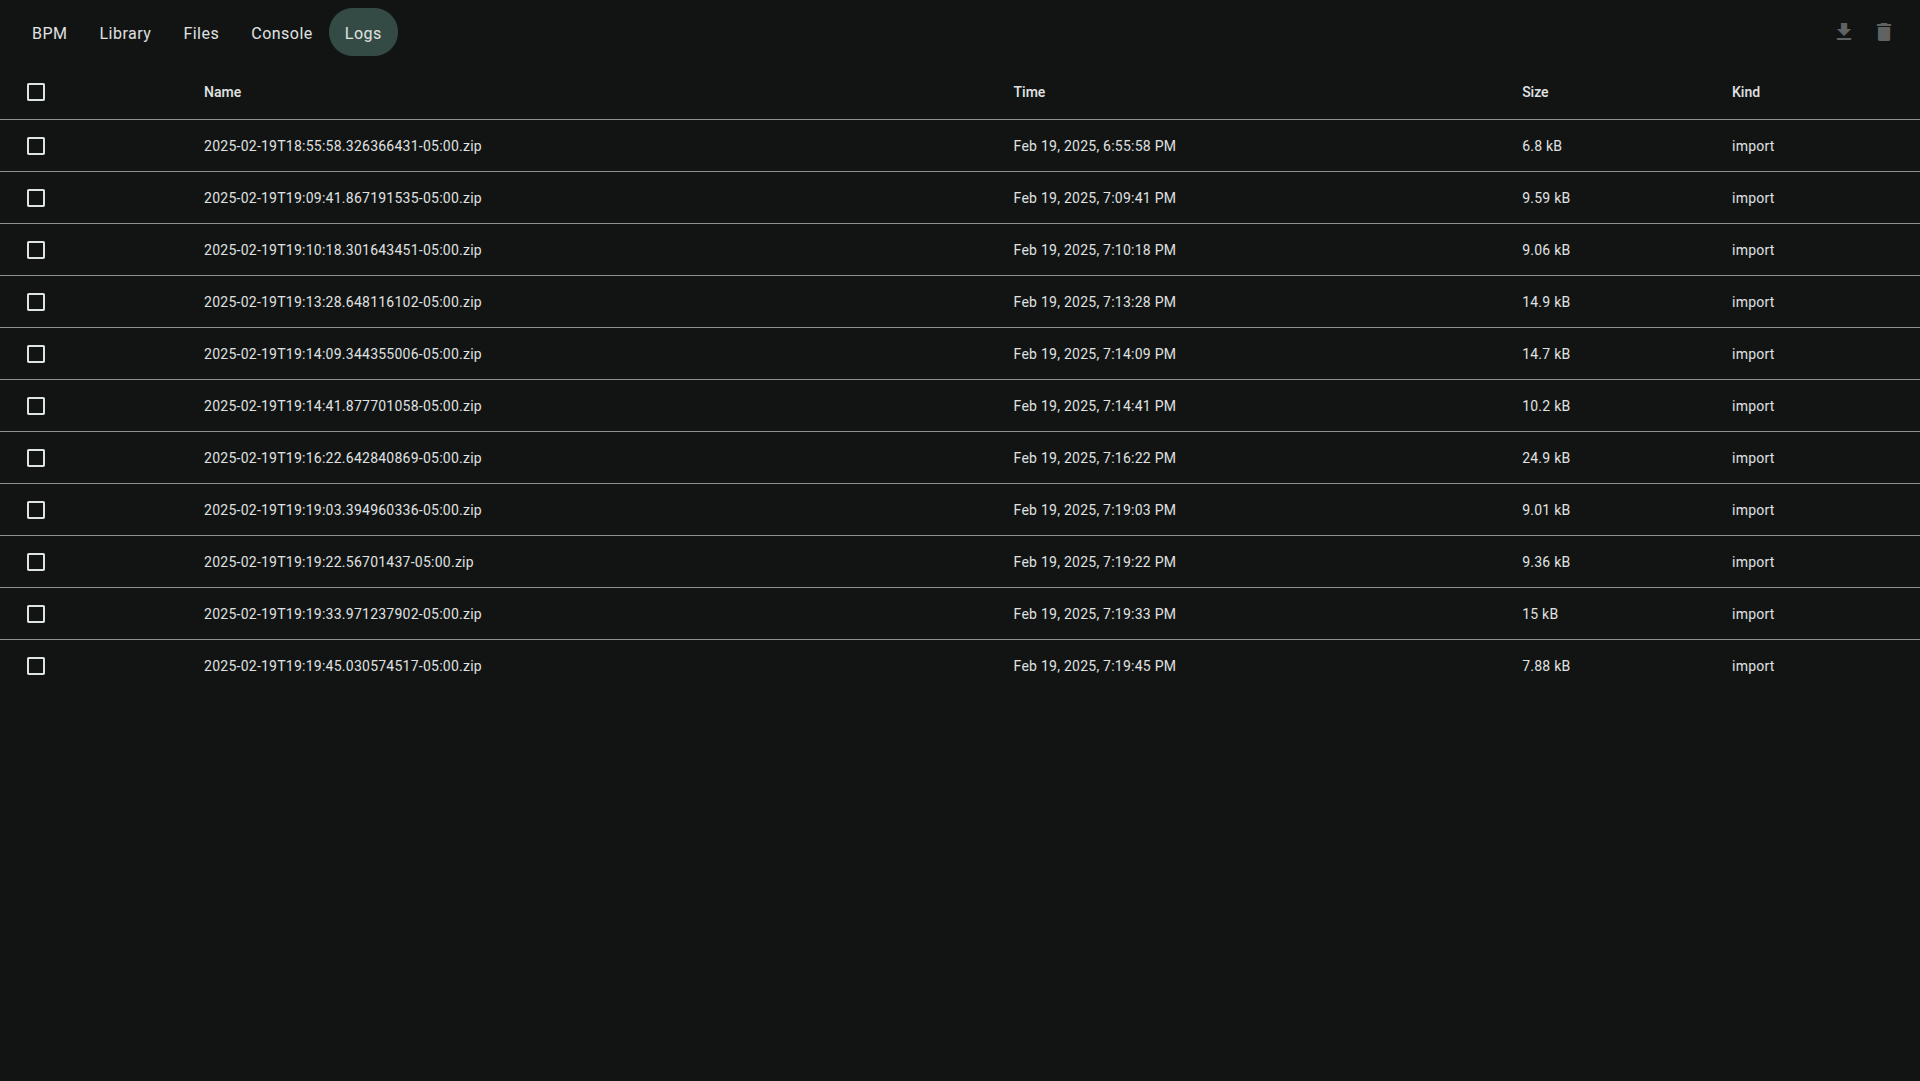 BPM Library Files Console Logs
Name Time Size Kind
2025-02-19T18:55:58.326366431-05:00.zip Feb 19, 2025, 6:55:58 PM 6.8 kB import
2025-02-19T19:09:41.867191535-05:00.zip Feb 19, 2025, 7:09:41 PM 9.59 kB import
2025-02-19T19:10:18.301643451-05:00.zip Feb 19, 2025, 7:10:18 PM 9.06 kB import
2025-02-19T19:13:28.648116102-05:00.zip Feb 19, 2025, 7:13:28 PM 14.9 kB import
2025-02-19T19:14:09.344355006-05:00.zip Feb 19, 2025, 7:14:09 PM 14.7 kB import
2025-02-19T19:14:41.877701058-05:00.zip Feb 19, 2025, 7:14:41 PM 10.2 kB import
2025-02-19T19:16:22.642840869-05:00.zip Feb 19, 2025, 7:16:22 PM 24.9 kB import
2025-02-19T19:19:03.394960336-05:00.zip Feb 19, 2025, 7:19:03 PM 9.01 kB import
2025-02-19T19:19:22.56701437-05:00.zip Feb 19, 2025, 7:19:22 PM 9.36 kB import
2025-02-19T19:19:33.971237902-05:00.zip Feb 19, 2025, 7:19:33 PM 15 kB import
2025-02-19T19:19:45.030574517-05:00.zip Feb 19, 2025, 7:19:45 PM 7.88 kB import